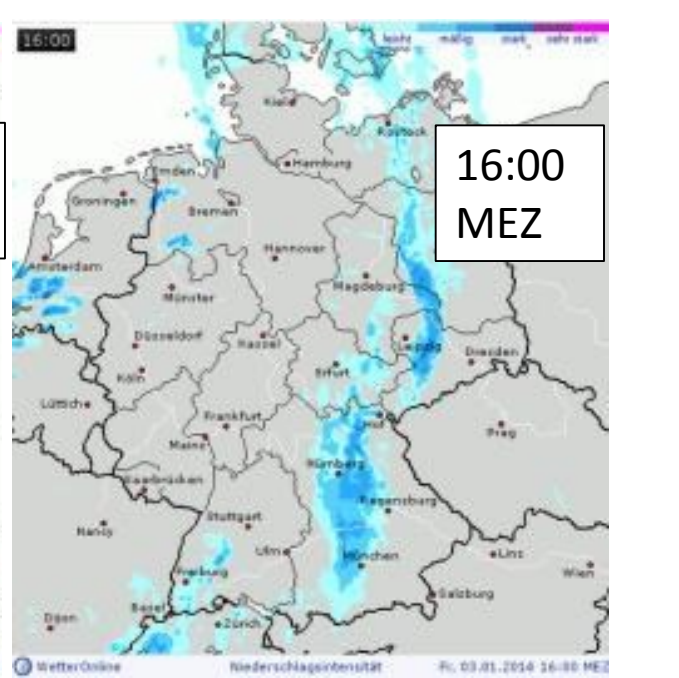 16:00
leicht mäßig stark sehr stark
Kiel
Rostock
16:00
MEZ
Hamburg
Emden
Groningen
Bremen
Hannover
Amsterdam
Magdeburg
Münster
Düsseldorf
Kassel
Leipzig
Dresden
Erfurt
Köln
Lüttich
Frankfurt
Hof
Prag
Mainz
Nürnberg
Saarbrücken
Regensburg
Stuttgart
Nancy
Ulm
München
Linz
Wien
Freiburg
Salzburg
Basel
Dijon
Zürich
WetterOnline Niederschlagsintensität Fr, 03.01.2014 16:00 MEZ